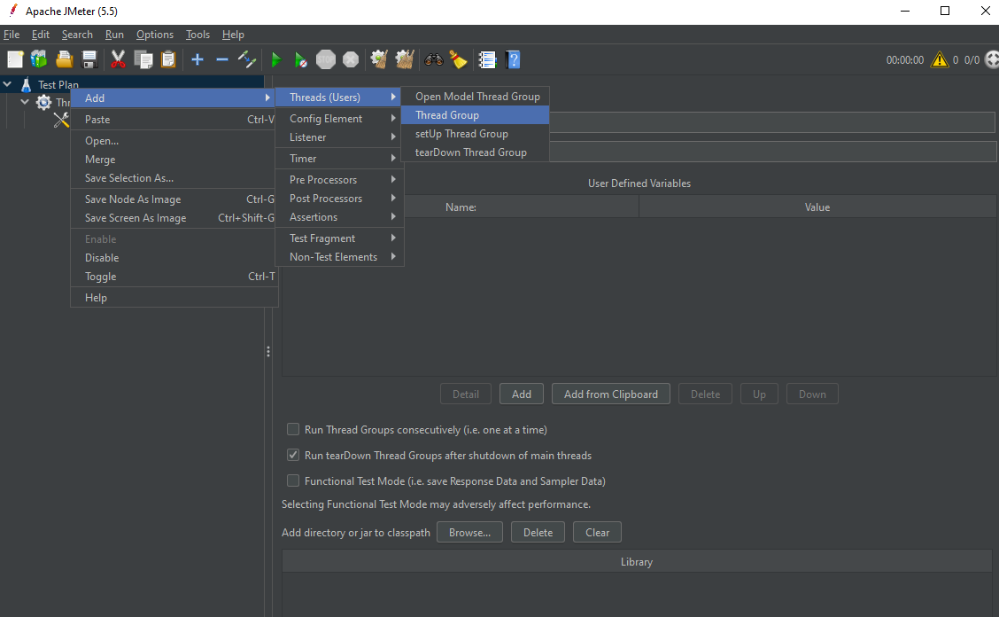 Apache JMeter (5.5)
File Edit Search Run Options Tools Help
00:00:00 0 0/0
Test Plan
Add
Paste Ctrl-V
Open...
Merge
Save Selection As...
Save Node As Image Ctrl-G
Save Screen As Image Ctrl+Shift-G
Enable
Disable
Toggle Ctrl-T
Help
Threads (Users)
Config Element
Listener
Timer
Pre Processors
Post Processors
Assertions
Test Fragment
Non-Test Elements
Open Model Thread Group
Thread Group
setUp Thread Group
tearDown Thread Group
User Defined Variables
Name: Value
Detail Add Add from Clipboard Delete Up Down
Run Thread Groups consecutively (i.e. one at a time)
Run tearDown Thread Groups after shutdown of main threads
Functional Test Mode (i.e. save Response Data and Sampler Data)
Selecting Functional Test Mode may adversely affect performance.
Add directory or jar to classpath Browse... Delete Clear
Library